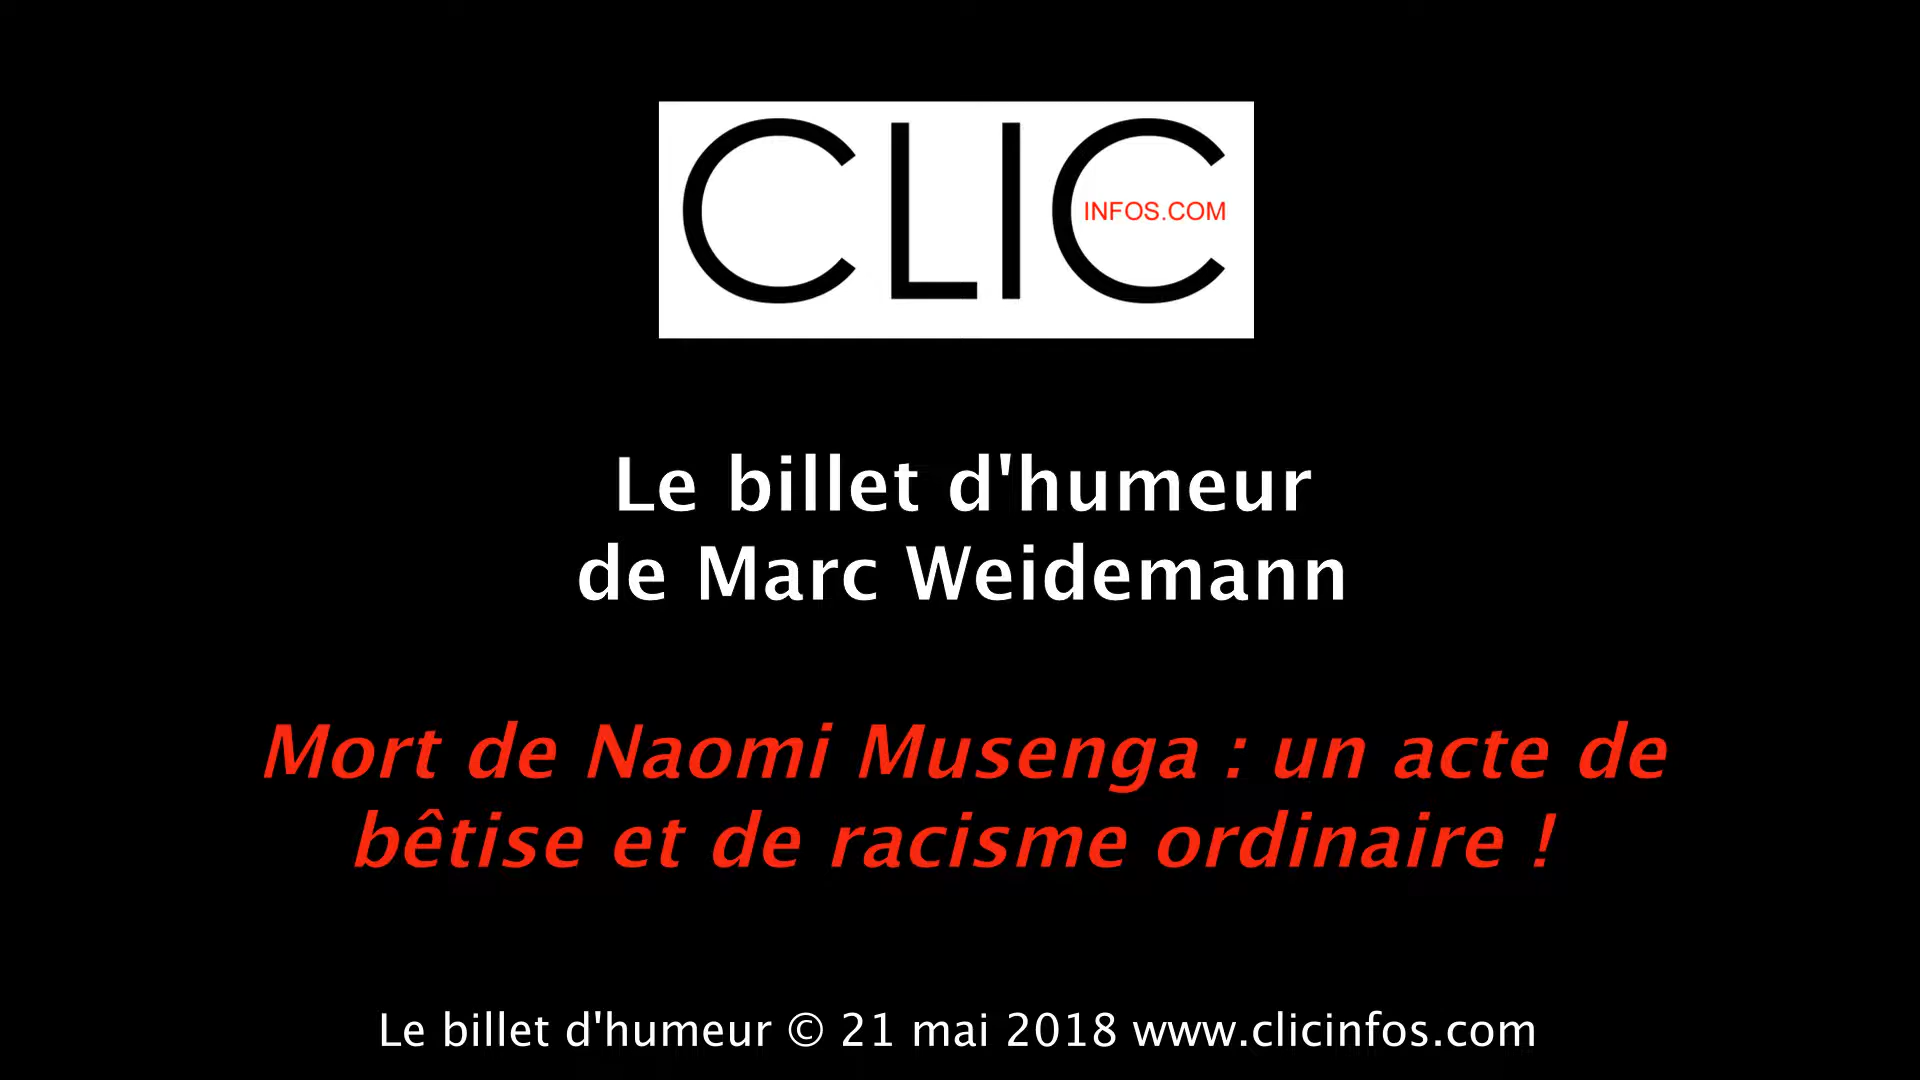 CLIC
INFOS.COM
Le billet d'humeur
de Marc Weidemann
Mort de Naomi Musenga : un acte de
bêtise et de racisme ordinaire !
Le billet d'humeur © 21 mai 2018 www.clicinfos.com